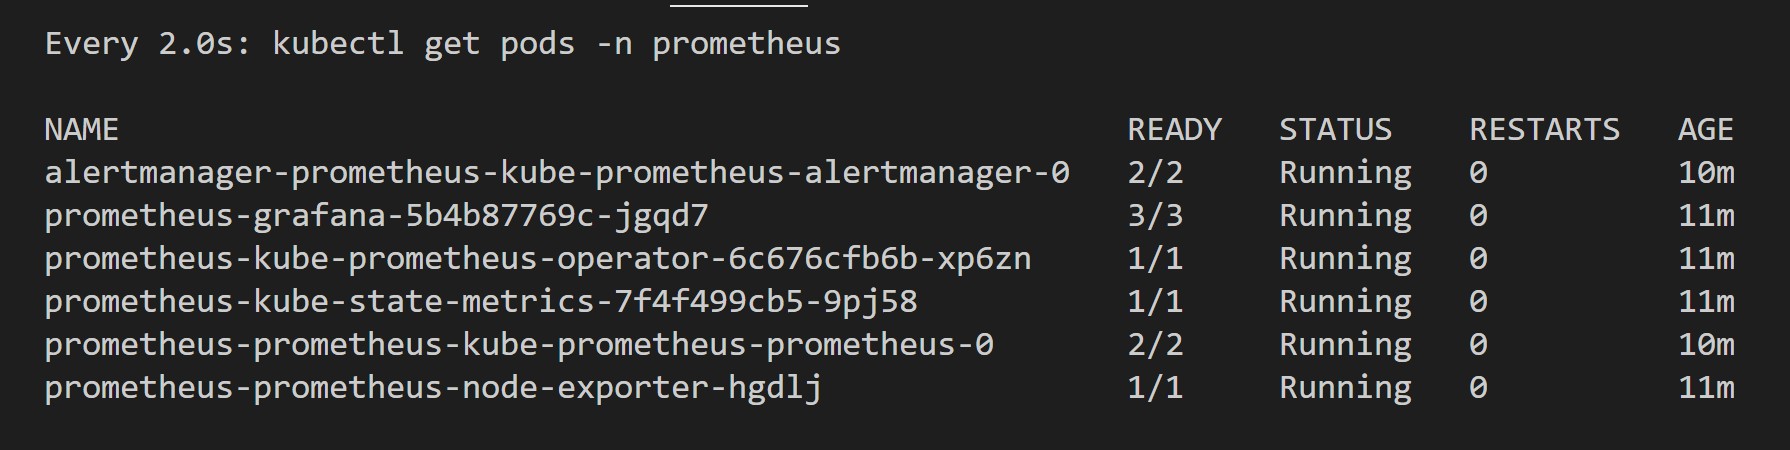 Every 2.0s: kubectl get pods -n prometheus
NAME READY STATUS RESTARTS AGE
alertmanager-prometheus-kube-prometheus-alertmanager-0 2/2 Running 0 10m
prometheus-grafana-5b4b87769c-jgqd7 3/3 Running 0 11m
prometheus-kube-prometheus-operator-6c676cfb6b-xp6zn 1/1 Running 0 11m
prometheus-kube-state-metrics-7f4f499cb5-9pj58 1/1 Running 0 11m
prometheus-prometheus-kube-prometheus-prometheus-0 2/2 Running 0 10m
prometheus-prometheus-node-exporter-hgdlj 1/1 Running 0 11m